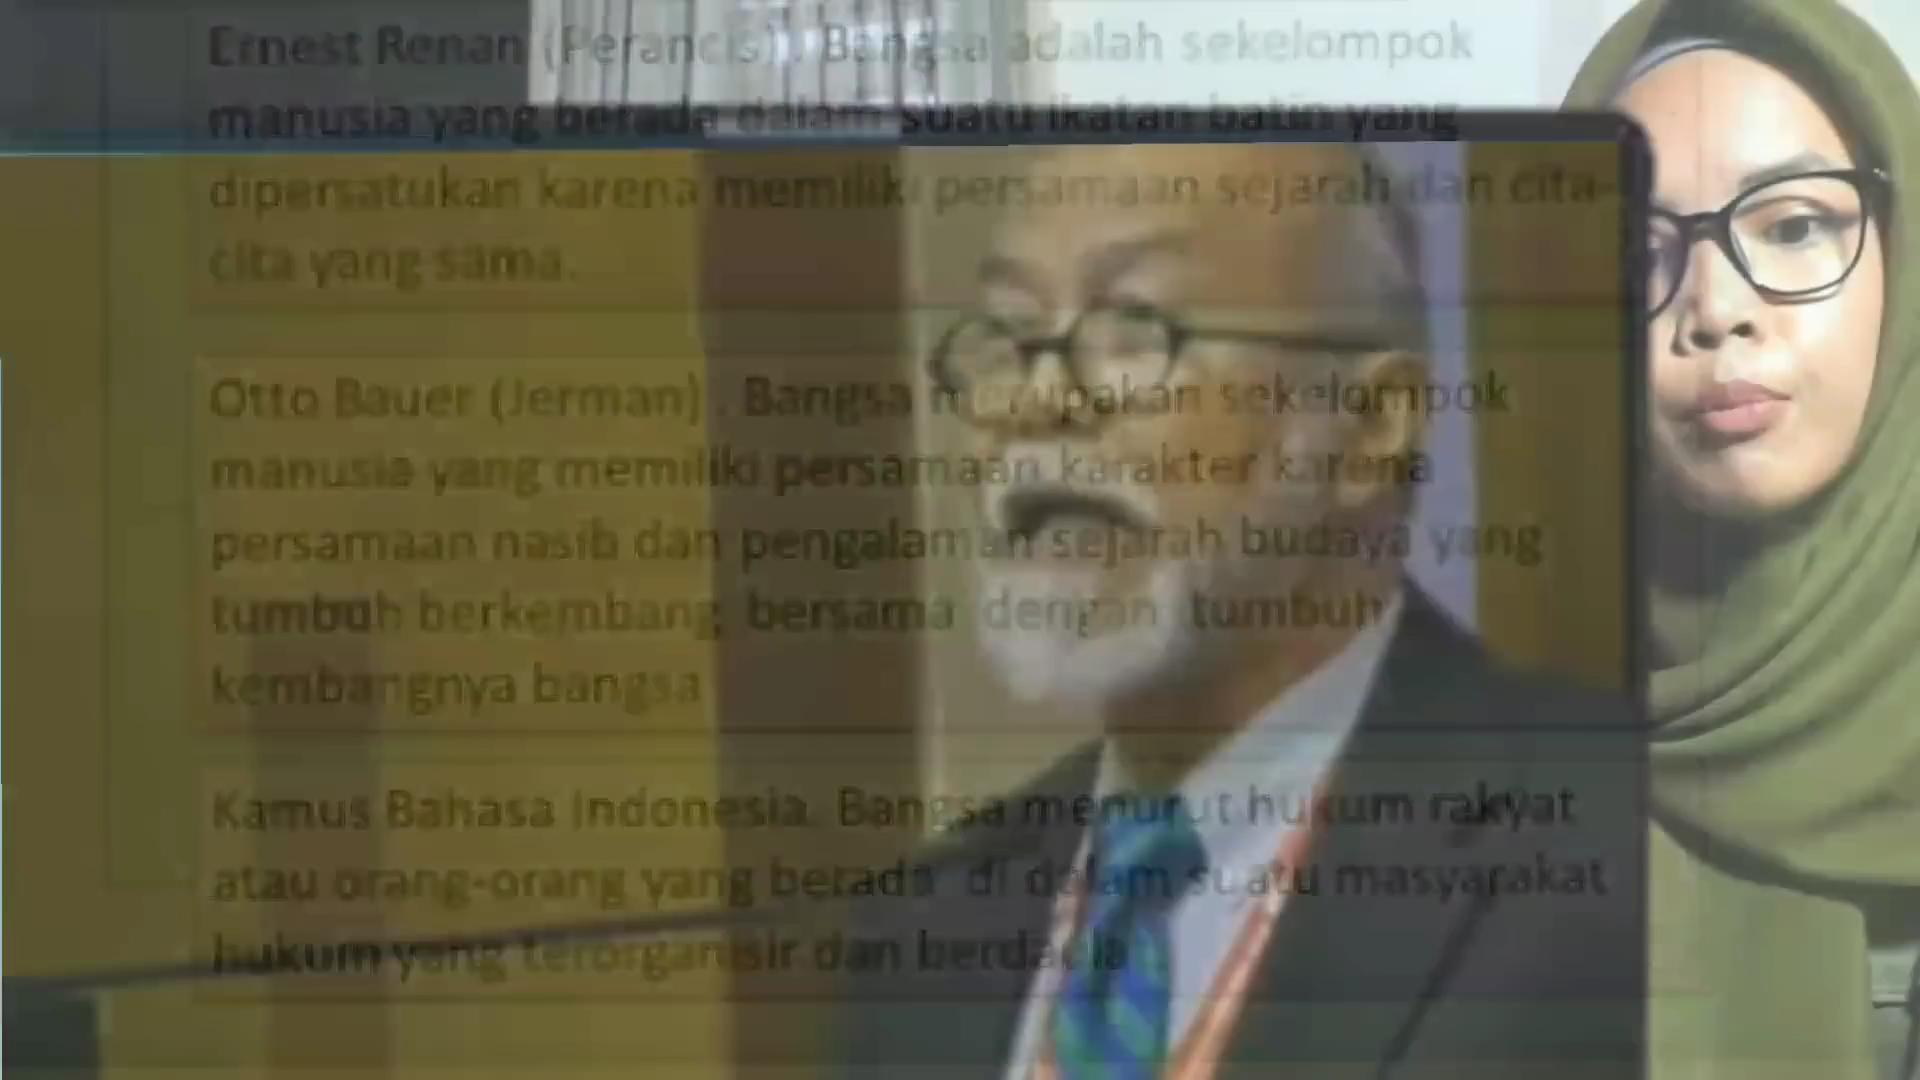 Ernest Renan (Perancis). Bangsa adalah sekelompok
manusia yang berada dalam suatu ikatan batin yang
dipersatukan karena memiliki persamaan sejarah dan cita-
cita yang sama.
Otto Bauer (Jerman) . Bangsa merupakan sekelompok
manusia yang memiliki persamaan karakter karena
persamaan nasib dan pengalaman sejarah budaya yang
tumbuh berkembang bersama dengan tumbuh
kembangnya bangsa
Kamus Bahasa Indonesia. Bangsa menurut hukum rakyat
atau orang-orang yang berada di dalam suatu masyarakat
hukum yang terorganisir dan berdaulat